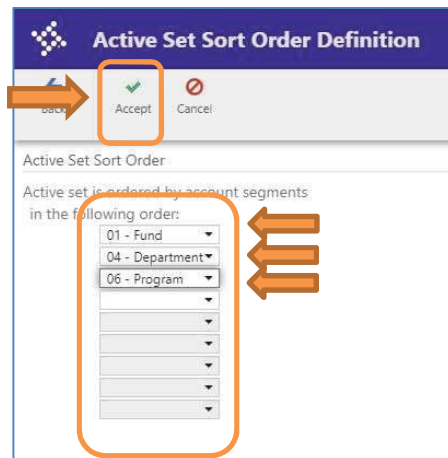 Active Set Sort Order Definition
Back Accept Cancel
Active Set Sort Order
Active set is ordered by account segments
in the following order:
01 - Fund
04 - Department
06 - Program